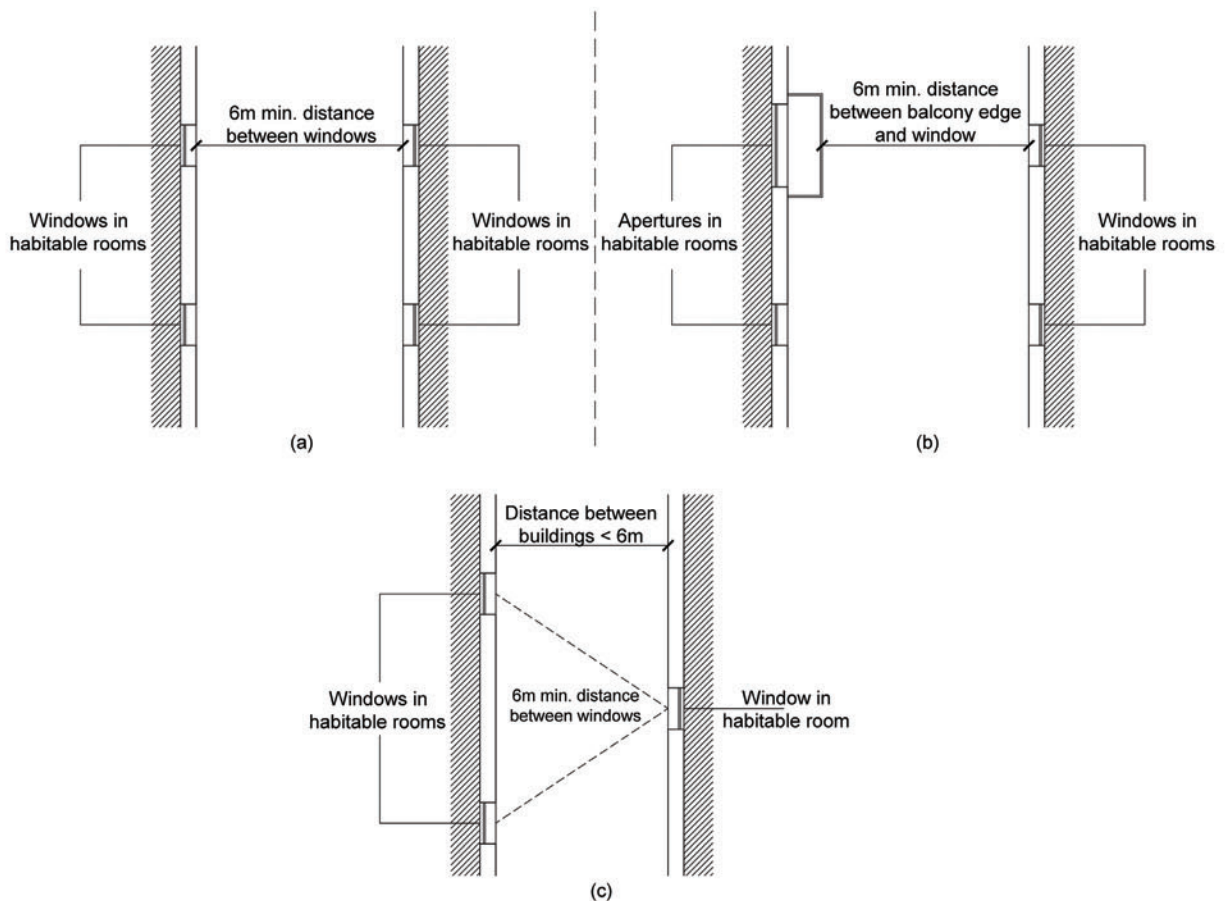 6m min. distance
between windows
Windows in
habitable rooms
Windows in
habitable rooms
(a)
6m min. distance
between balcony edge
and window
Apertures in
habitable rooms
Windows in
habitable rooms
(b)
Distance between
buildings < 6m
Windows in
habitable rooms
6m min. distance
between windows
Window in
habitable room
(c)